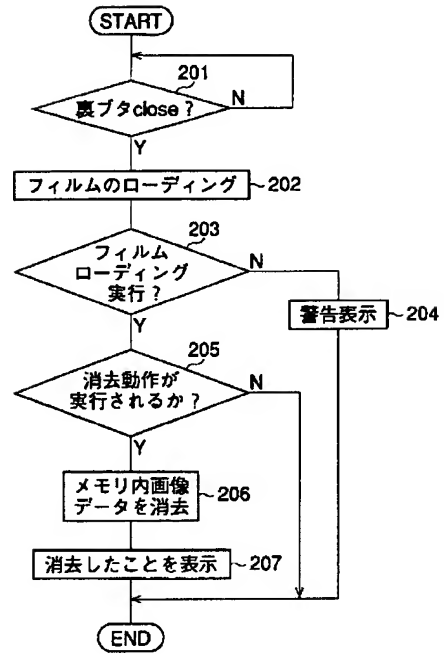 START
201
裏ブタclose?
N
Y
フィルムのローディング
202
203
フィルム
ローディング
実行?
N
Y
警告表示
204
205
消去動作が
実行されるか?
N
Y
メモリ内画像
データを消去
206
消去したことを表示
207
END